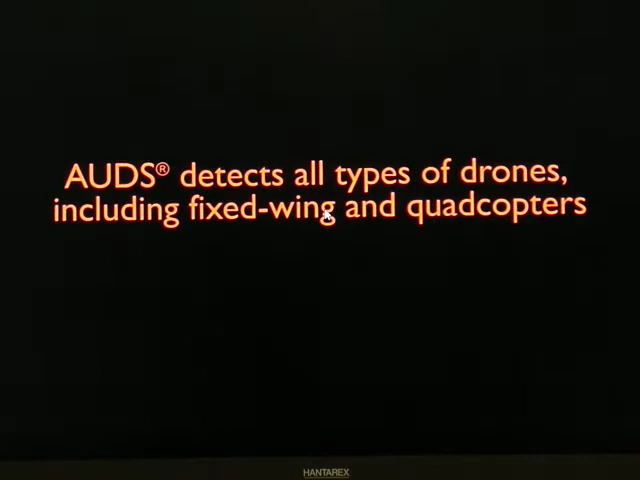 AUDS® detects all types of drones,
including fixed-wing and quadcopters
HANTAREX